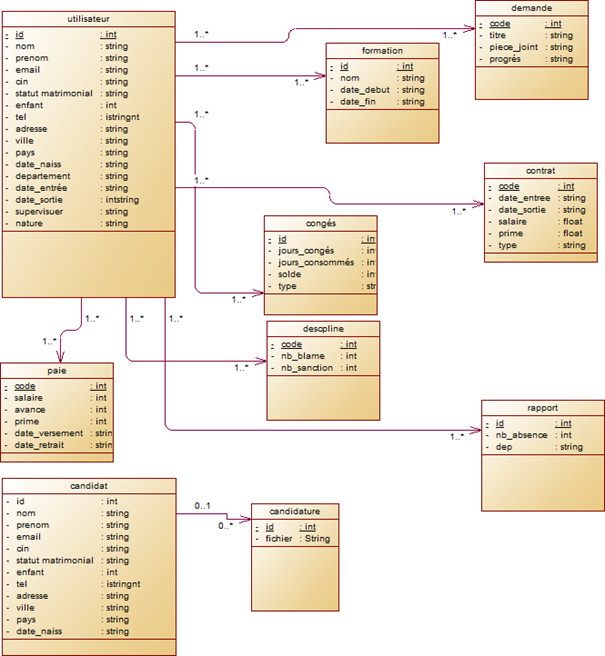 utilisateur
- id : int
- nom : string
- prenom : string
- email : string
- cin : string
- statut matrimonial : string
- enfant : int
- tel : istringnt
- adresse : string
- ville : string
- pays : string
- date_naiss : string
- departement : string
- date_entrée : string
- date_sortie : intstring
- supervisuer : string
- nature : string
1..*
1..*
demande
- code : int
- titre : string
- piece_joint : string
- progrés : string
1..*
1..*
formation
- id : int
- nom : string
- date_debut : string
- date_fin : string
1..*
1..*
contrat
- code : int
- date_entree : string
- date_sortie : string
- salaire : float
- prime : float
- type : string
1..*
1..*
congés
- id : in
- jours_congés : in
- jours_consommés : in
- solde : in
- type : str
1..*
1..*
1..*
1..*
paie
- code : int
- salaire : int
- avance : int
- prime : int
- date_versement : strin
- date_retrait : strin
1..*
descpline
- code : int
- nb_blame : int
- nb_sanction : int
1..*
rapport
- id : int
- nb_absence : int
- dep : string
candidat
- id : int
- nom : string
- prenom : string
- email : string
- cin : string
- statut matrimonial : string
- enfant : int
- tel : istringnt
- adresse : string
- ville : string
- pays : string
- date_naiss : string
0..1
0..*
candidature
- id : int
- fichier : String